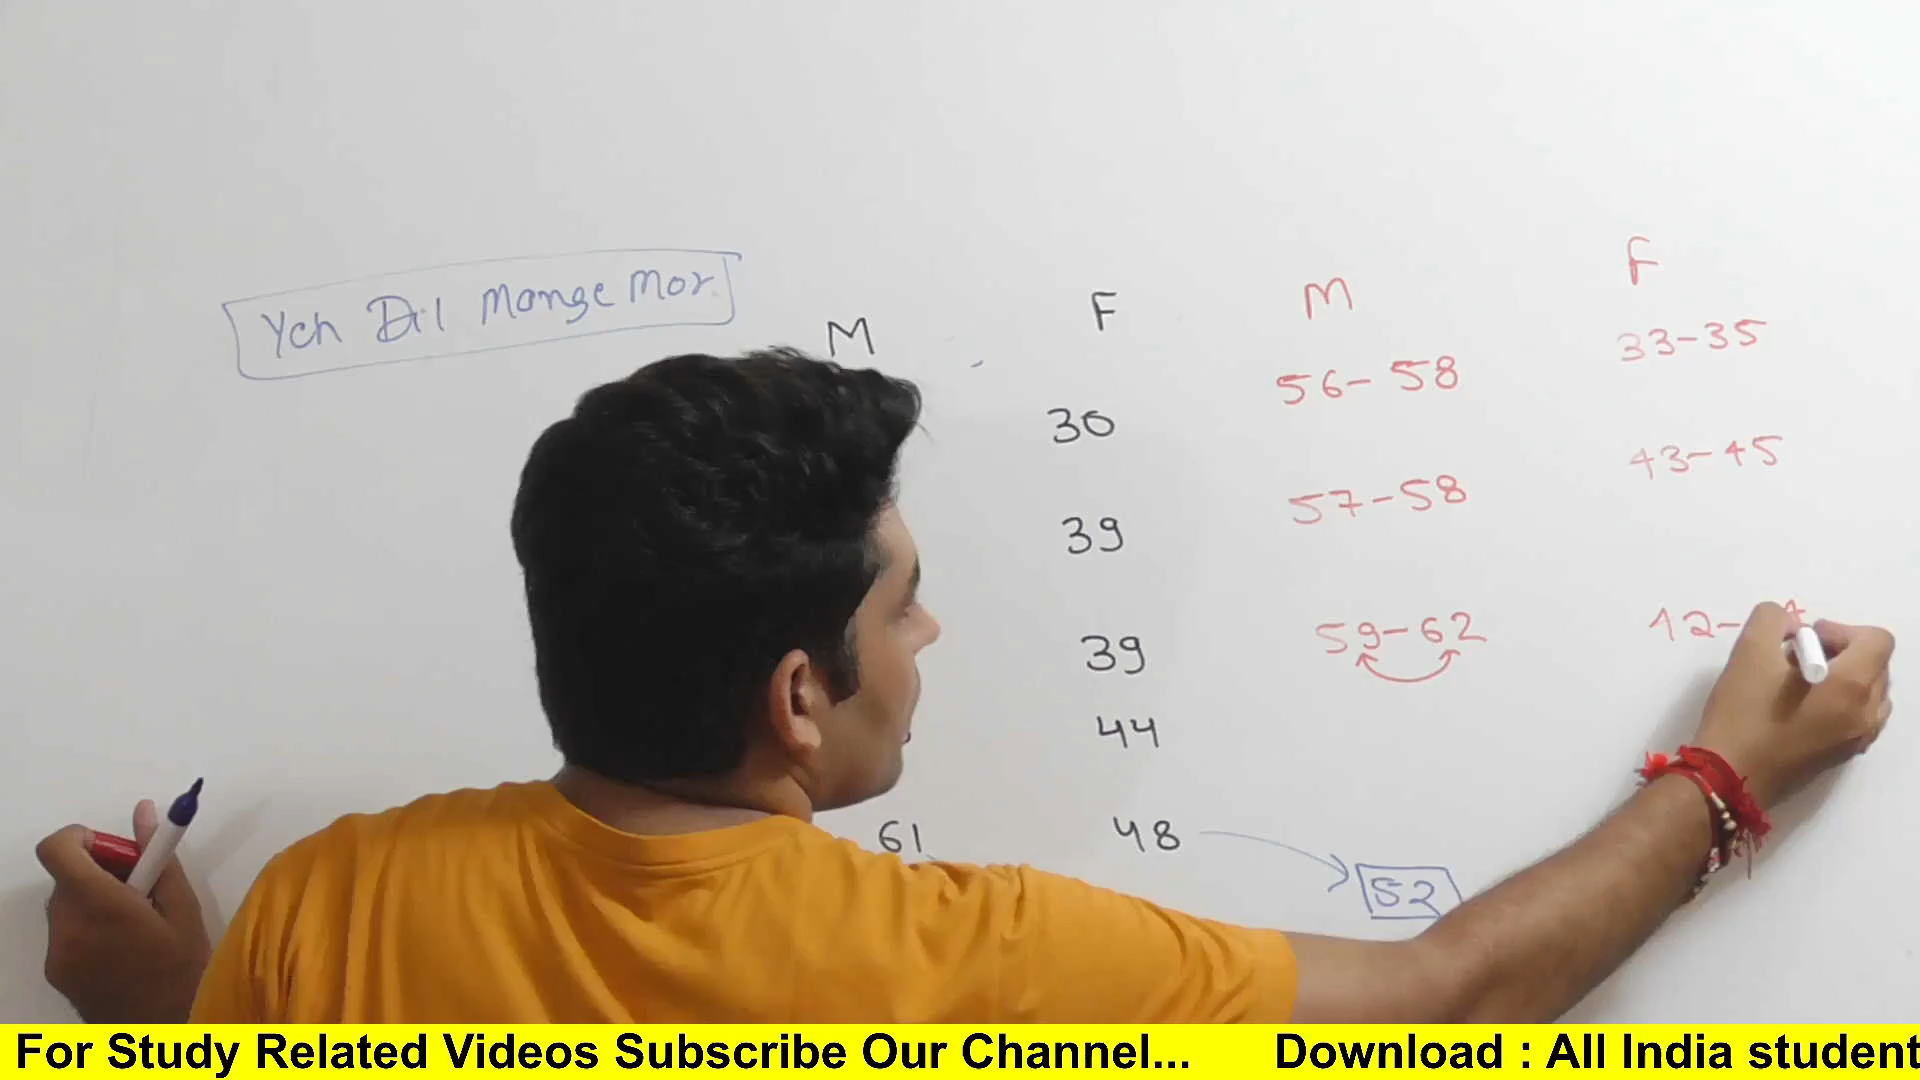 Yeh Dil Mange Mor
M F M F
30 56-58 33-35
39 57-58 43-45
39 59-62 42-
44
61 48 52
For Study Related Videos Subscribe Our Channel... Download : All India student